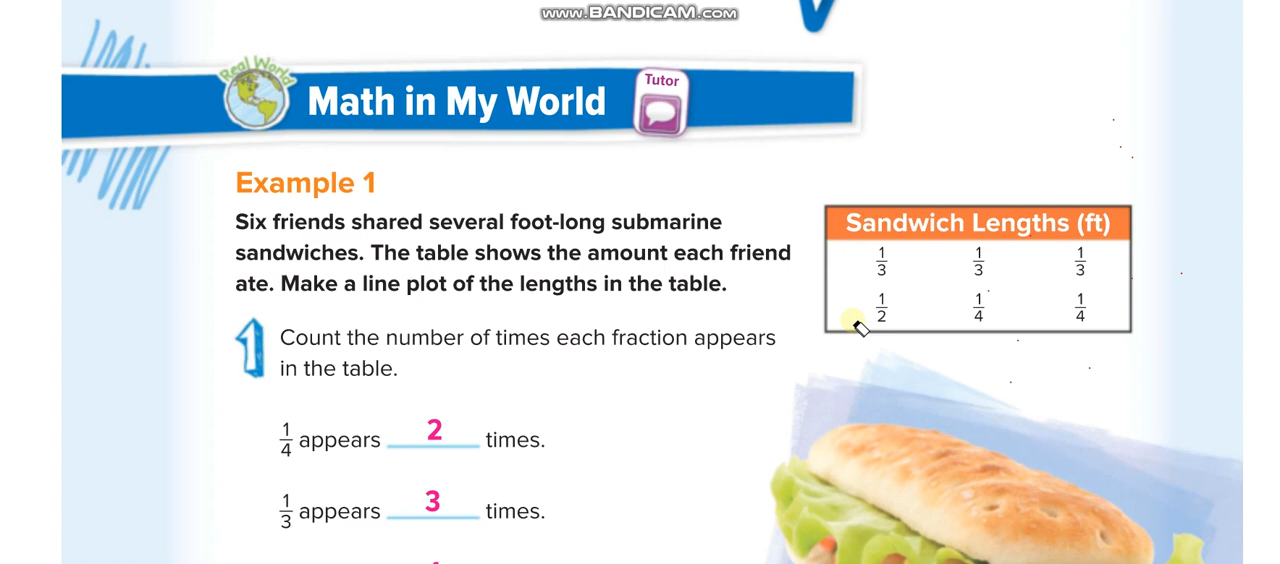 www.BANDICAM.com
Real World
Math in My World
Tutor
Example 1
Six friends shared several foot-long submarine
sandwiches. The table shows the amount each friend
ate. Make a line plot of the lengths in the table.
Sandwich Lengths (ft)
1/3 1/3 1/3
1/2 1/4 1/4
1 Count the number of times each fraction appears
in the table.
1/4 appears 2 times.
1/3 appears 3 times.